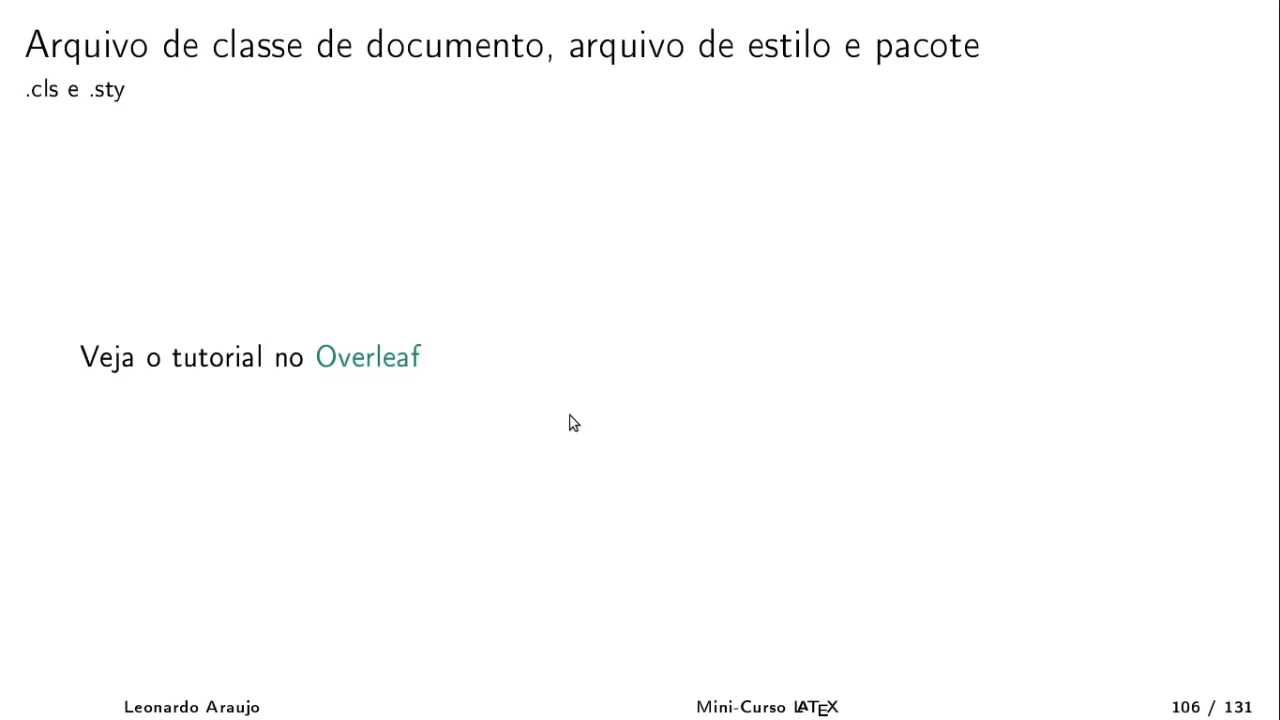 Arquivo de classe de documento, arquivo de estilo e pacote
.cls e .sty
Veja o tutorial no Overleaf
Leonardo Araujo
Mini-Curso LATEX
106 / 131